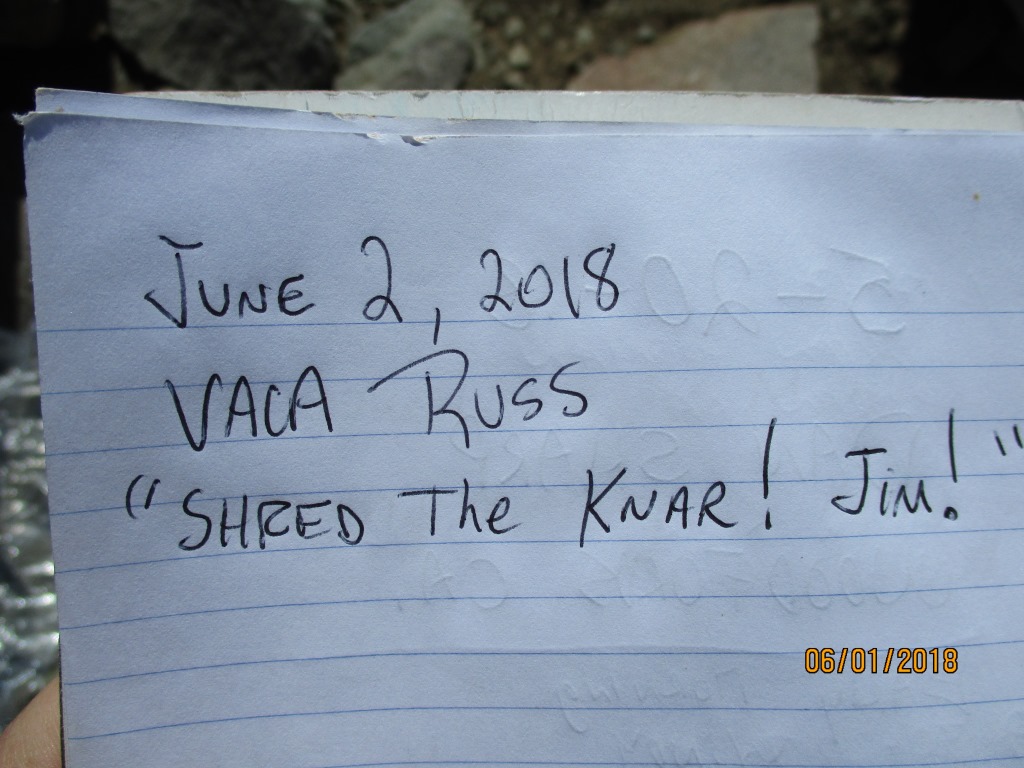 JUNE 2, 2018
VACA RUSS
"SHRED The KNAR! JIM!"
06/01/2018